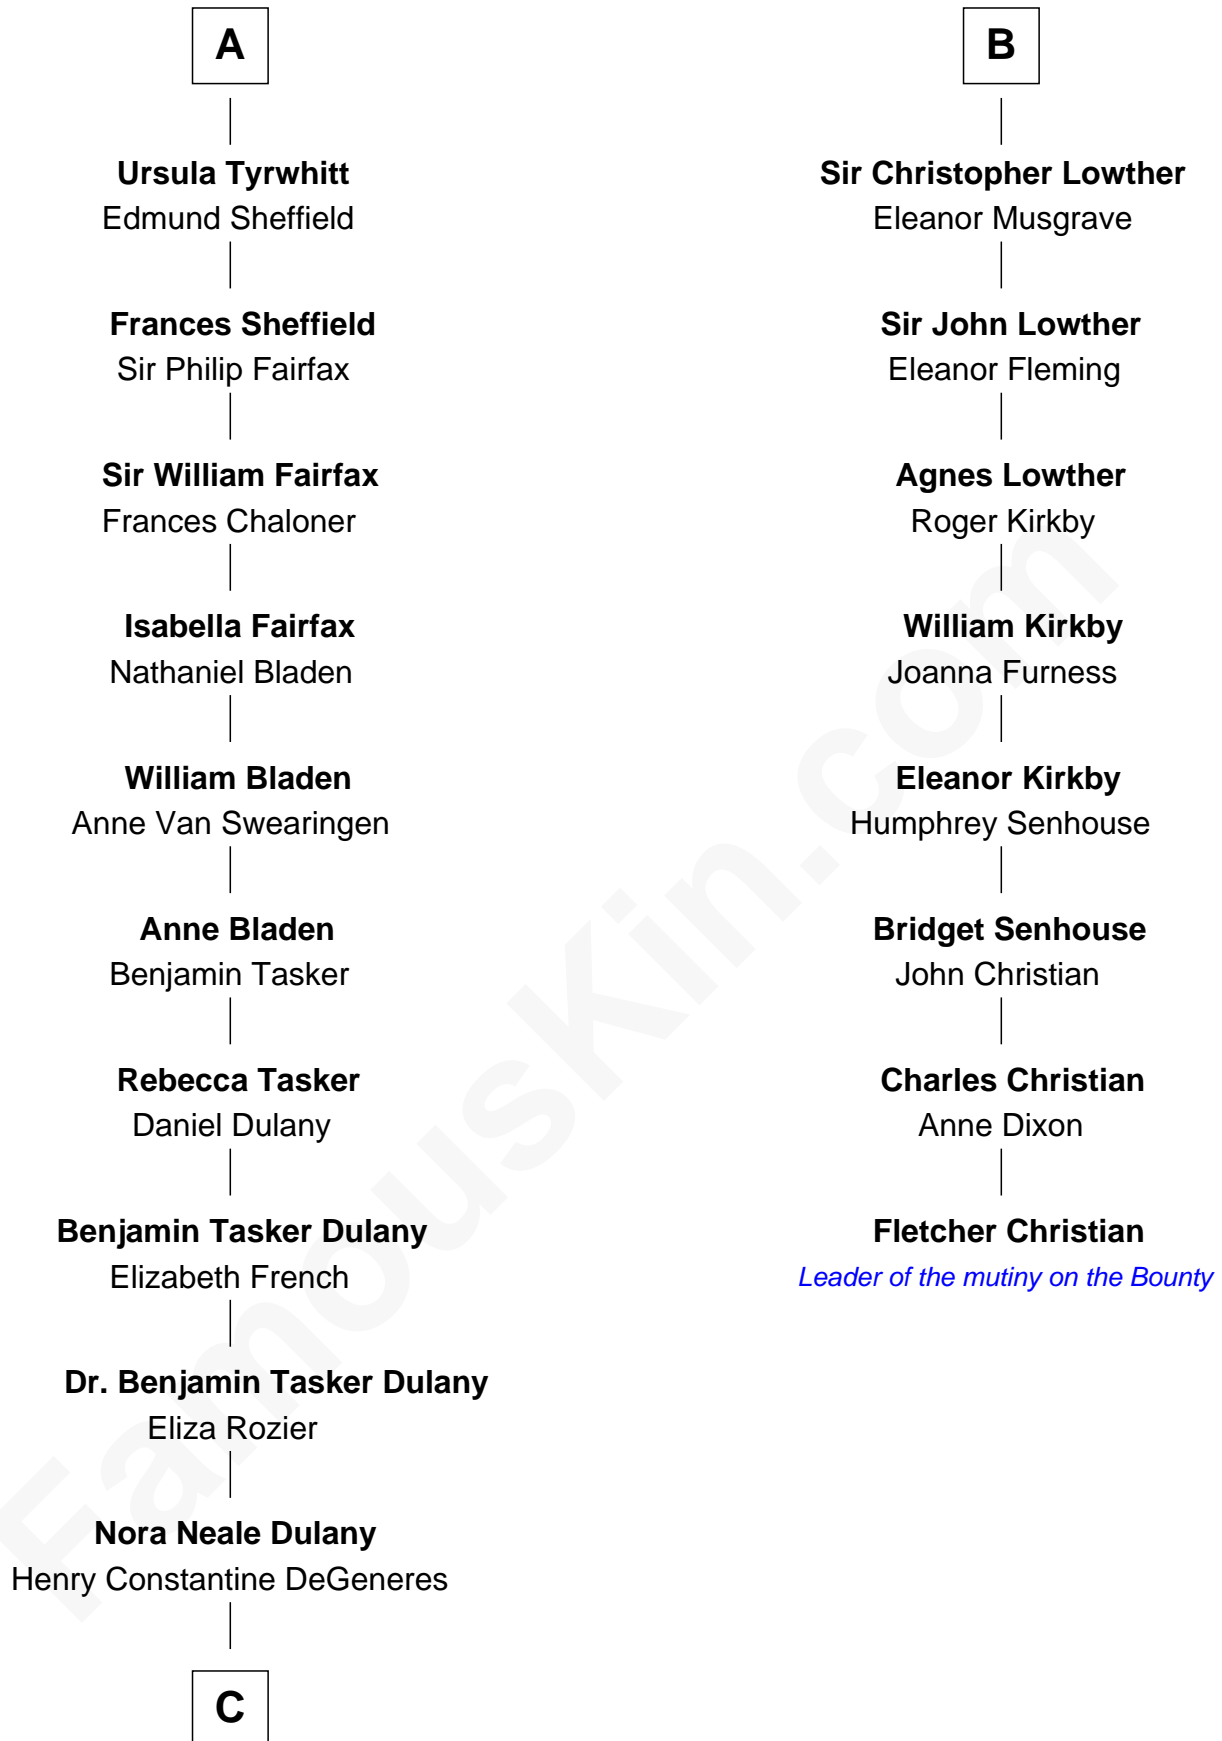 A
Ursula Tyrwhitt
Edmund Sheffield
Frances Sheffield
Sir Philip Fairfax
Sir William Fairfax
Frances Chaloner
Isabella Fairfax
Nathaniel Bladen
William Bladen
Anne Van Swearingen
Anne Bladen
Benjamin Tasker
Rebecca Tasker
Daniel Dulany
Benjamin Tasker Dulany
Elizabeth French
Dr. Benjamin Tasker Dulany
Eliza Rozier
Nora Neale Dulany
Henry Constantine DeGeneres
C
B
Sir Christopher Lowther
Eleanor Musgrave
Sir John Lowther
Eleanor Fleming
Agnes Lowther
Roger Kirkby
William Kirkby
Joanna Furness
Eleanor Kirkby
Humphrey Senhouse
Bridget Senhouse
John Christian
Charles Christian
Anne Dixon
Fletcher Christian
Leader of the mutiny on the Bounty
FamousKin.com